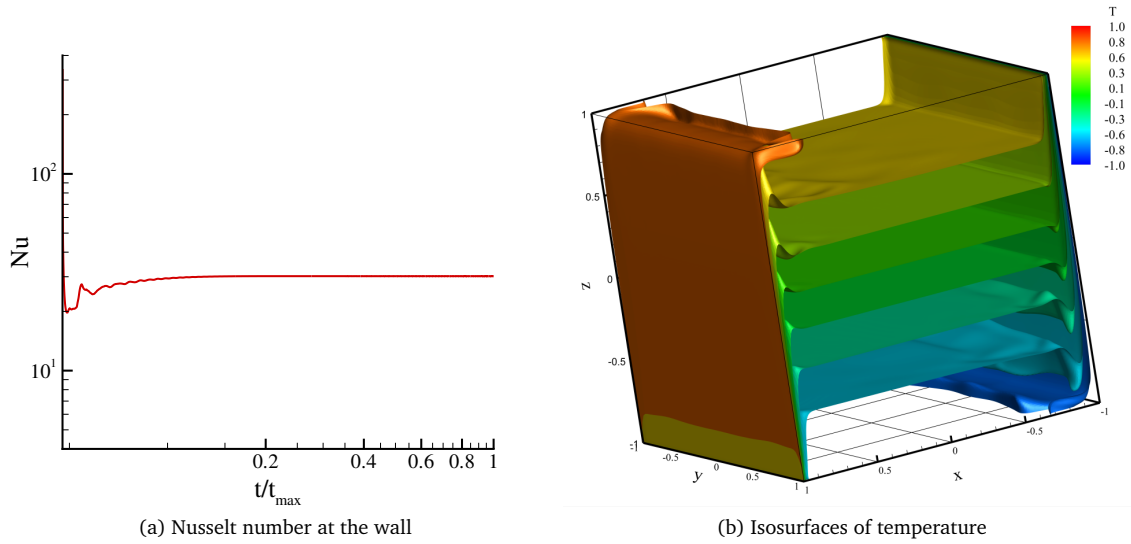 Nu
10²
10¹
0.2 0.4 0.6 0.8 1
t/t_max
(a) Nusselt number at the wall
T
1.0
0.8
0.6
0.3
0.1
-0.1
-0.3
-0.6
-0.8
-1.0
z
1
0.5
0
-0.5
-1
-0.5
0
0.5
1
y
1
0.5
0
-0.5
-1
x
(b) Isosurfaces of temperature